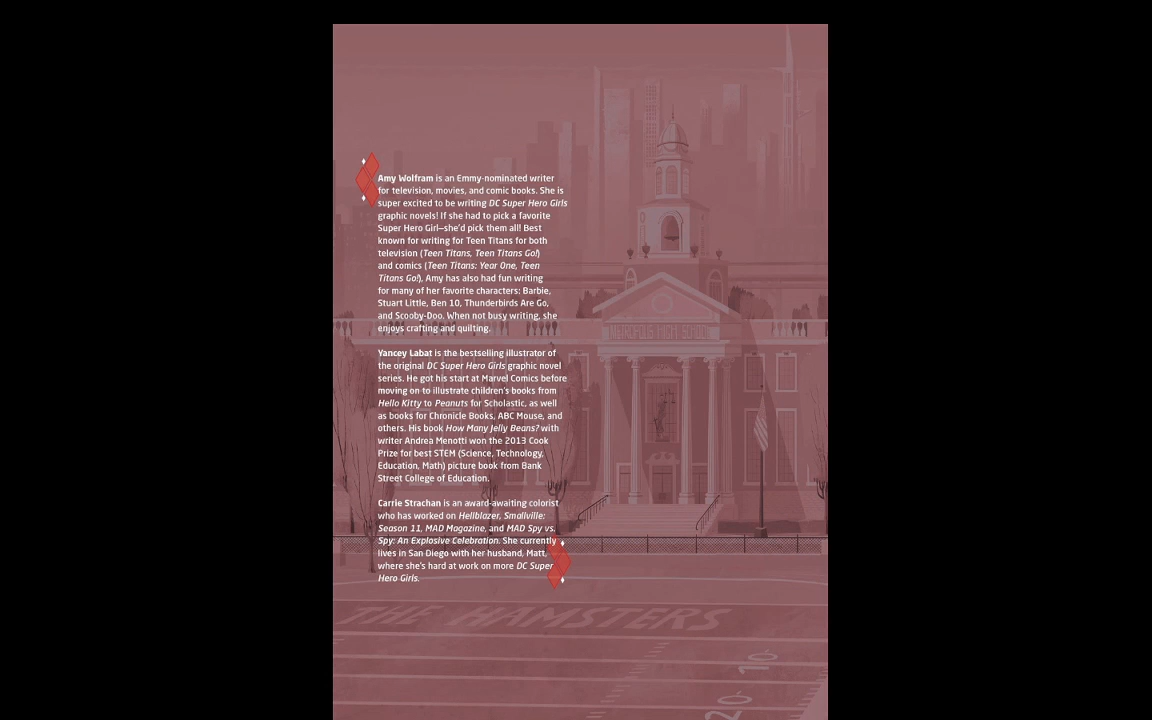 Amy Wolfram is an Emmy-nominated writer
for television, movies, and comic books. She is
super excited to be writing DC Super Hero Girls
graphic novels! If she had to pick a favorite
Super Hero Girl—she'd pick them all! Best
known for writing for Teen Titans for both
television (Teen Titans, Teen Titans Go!)
and comics (Teen Titans: Year One, Teen
Titans Go!), Amy has also had fun writing
for many of her favorite characters: Barbie,
Stuart Little, Ben 10, Thunderbirds Are Go,
and Scooby-Doo. When not busy writing, she
enjoys crafting and quilting.
Yancey Labat is the bestselling illustrator of
the original DC Super Hero Girls graphic novel
series. He got his start at Marvel Comics before
moving on to illustrate children's books from
Hello Kitty to Peanuts for Scholastic, as well
as books for Chronicle Books, ABC Mouse, and
others. His book How Many Jelly Beans? with
writer Andrea Menotti won the 2013 Cook
Prize for best STEM (Science, Technology,
Education, Math) picture book from Bank
Street College of Education.
Carrie Strachan is an award-awaiting colorist
who has worked on Hellblazer, Smallville:
Season 11, MAD Magazine, and MAD Spy vs.
Spy: An Explosive Celebration. She currently
lives in San Diego with her husband, Matt,
where she's hard at work on more DC Super
Hero Girls.
THE HAMSTERS
10
20